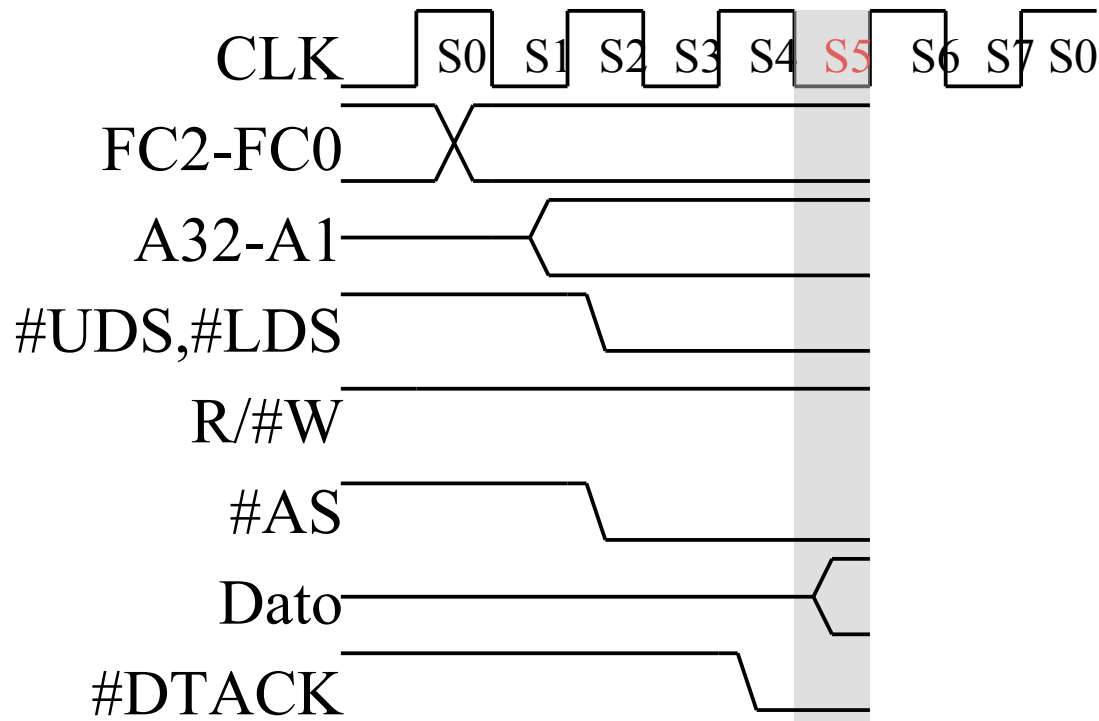 CLK S0 S1 S2 S3 S4 S5 S6 S7 S0
FC2-FC0
A32-A1
#UDS,#LDS
R/#W
#AS
Dato
#DTACK